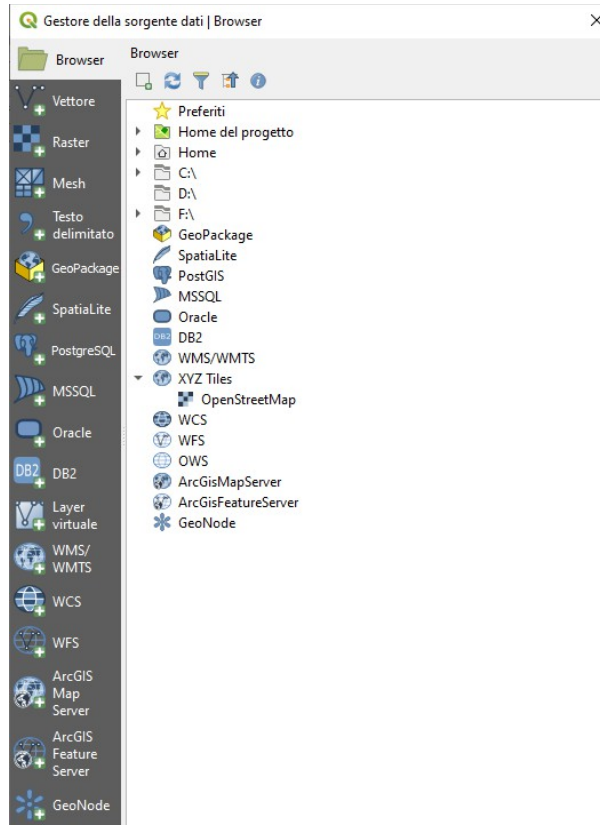 Gestore della sorgente dati | Browser
Browser
Vettore
Raster
Mesh
Testo
delimitato
GeoPackage
SpatiaLite
PostgreSQL
MSSQL
Oracle
DB2
DB2
Layer
virtuale
WMS/
WMTS
WCS
WFS
ArcGIS
Map
Server
ArcGIS
Feature
Server
GeoNode
Browser
Preferiti
Home del progetto
Home
C:\
D:\
F:\
GeoPackage
SpatiaLite
PostGIS
MSSQL
Oracle
DB2
DB2
WMS/WMTS
XYZ Tiles
OpenStreetMap
WCS
WFS
OWS
ArcGisMapServer
ArcGisFeatureServer
GeoNode